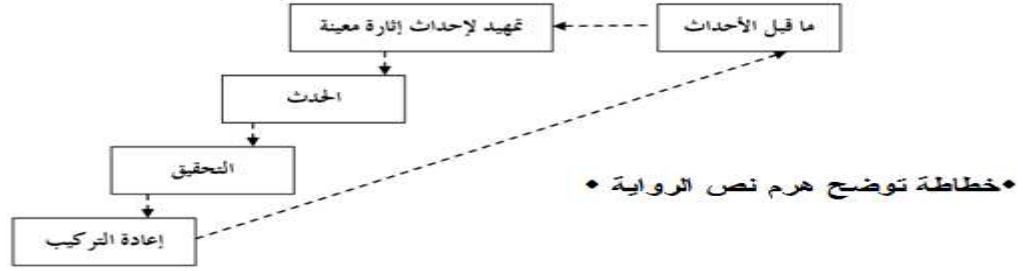 ما قبل الأحداث
تمهيد لإحداث إثارة معينة
الحدث
التحقيق
إعادة التركيب
•خطاطة توضح هرم نص الرواية •